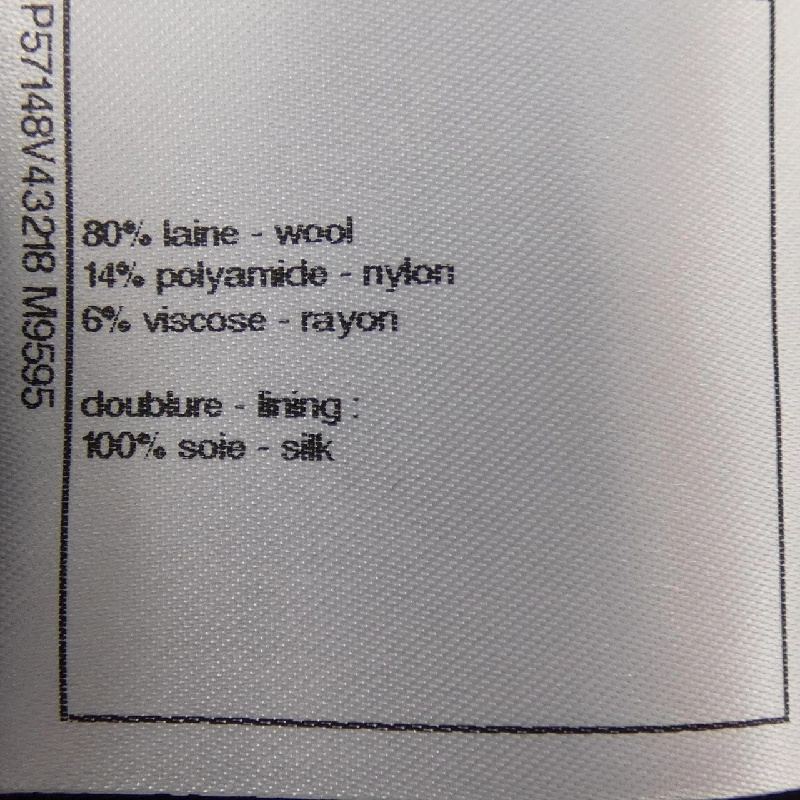 P57148V43218 M9595
80% laine - wool
14% polyamide - nylon
6% viscose - rayon
doublure - lining :
100% soie - silk